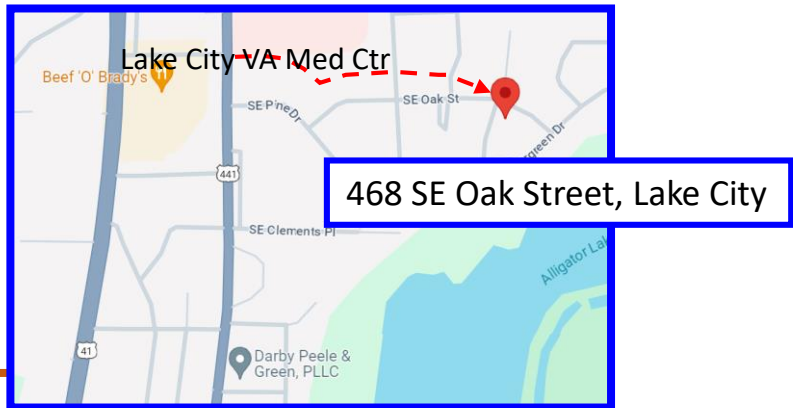 Lake City VA Med Ctr
Beef 'O' Brady's
SE Pine Dr
SE Oak St
441
468 SE Oak Street, Lake City
SE Clements Pl
Alligator
41
Darby Peele &
Green, PLLC